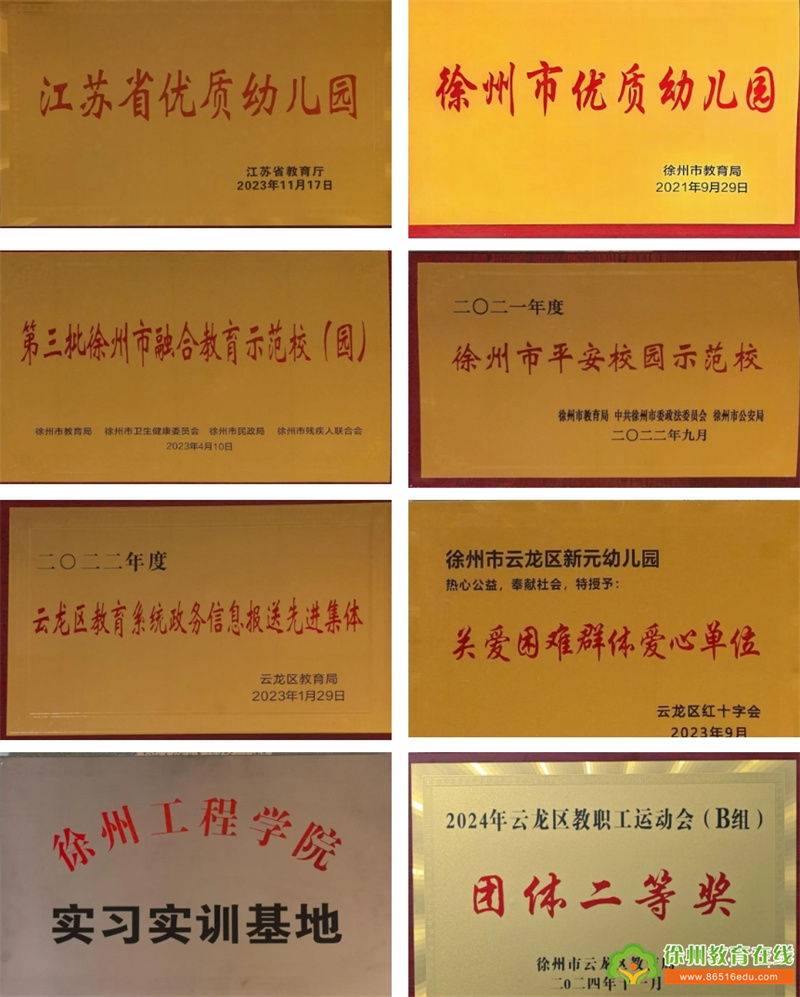 江苏省优质幼儿园
江苏省教育厅
2023年11月17日
徐州市优质幼儿园
徐州市教育局
2021年9月29日
第三批徐州市融合教育示范校（园）
徐州市教育局 徐州市卫生健康委员会 徐州市民政局 徐州市残疾人联合会
2023年4月10日
二〇二一年度
徐州市平安校园示范校
徐州市教育局 中共徐州市委政法委员会 徐州市公安局
二〇二二年九月
二〇二二年度
云龙区教育系统政务信息报送先进集体
云龙区教育局
2023年1月29日
徐州市云龙区新元幼儿园
热心公益，奉献社会，特授予：
关爱困难群体爱心单位
云龙区红十字会
2023年9月
徐州工程学院
实习实训基地
2024年云龙区教职工运动会（B组）
团体二等奖
徐州市云龙区教
二〇二四年十一月
徐州教育在线
www.86516edu.com